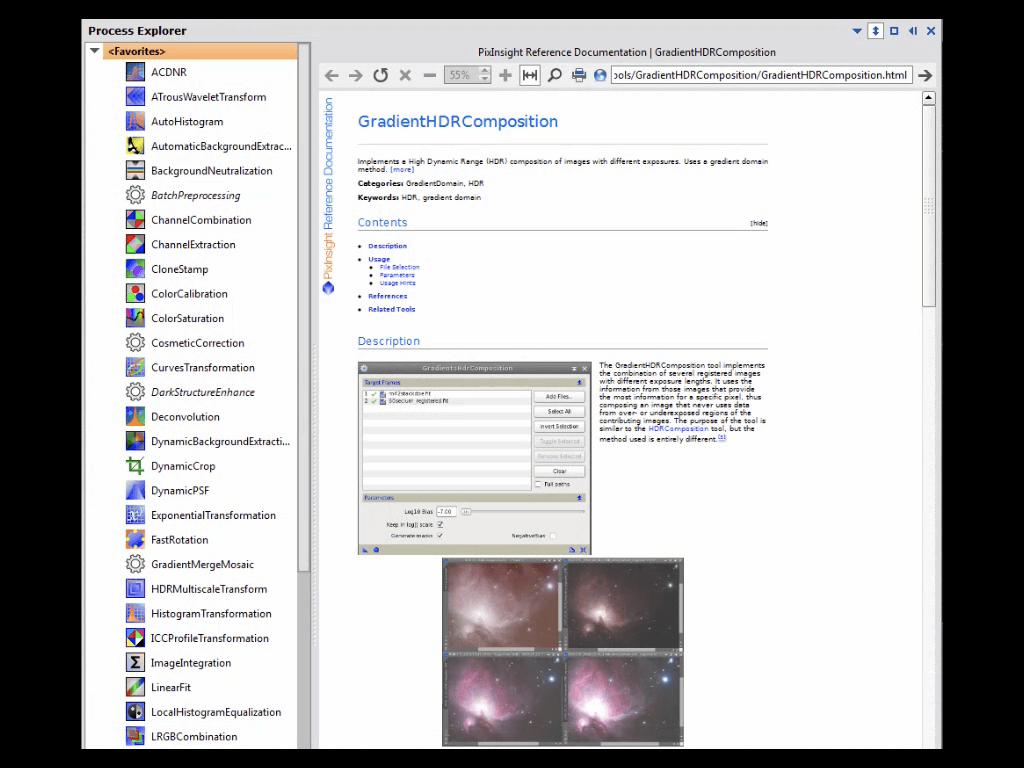 Process Explorer
<Favorites>
ACDNR
ATrousWaveletTransform
AutoHistogram
AutomaticBackgroundExtrac...
BackgroundNeutralization
BatchPreprocessing
ChannelCombination
ChannelExtraction
CloneStamp
ColorCalibration
ColorSaturation
CosmeticCorrection
CurvesTransformation
DarkStructureEnhance
Deconvolution
DynamicBackgroundExtracti...
DynamicCrop
DynamicPSF
ExponentialTransformation
FastRotation
GradientMergeMosaic
HDRMultiscaleTransform
HistogramTransformation
ICCProfileTransformation
ImageIntegration
LinearFit
LocalHistogramEqualization
LRGBCombination
PixInsight Reference Documentation | GradientHDRComposition
55%
ools/GradientHDRComposition/GradientHDRComposition.html
PixInsight Reference Documentation
GradientHDRComposition
Implements a High Dynamic Range (HDR) composition of images with different exposures. Uses a gradient domain
method. [more]
Categories: GradientDomain, HDR
Keywords: HDR, gradient domain
Contents
[hide]
Description
Usage
File Selection
Parameters
Usage Hints
References
Related Tools
Description
GradientsHdrComposition
Target Frames
1
2
Add Files...
Select All
Invert Selection
Toggle Selected
Remove Selected
Clear
Full paths
Parameters
Log10 Bias -7.00
Keep in log() scale
Generate masks
Negative Bias
The GradientHDRComposition tool implements
the combination of several registered images
with different exposure lengths. It uses the
information from those images that provide
the most information for a specific pixel, thus
composing an image that never uses data
from over- or underexposed regions of the
contributing images. The purpose of the tool is
similar to the HDRComposition tool, but the
method used is entirely different.[1]